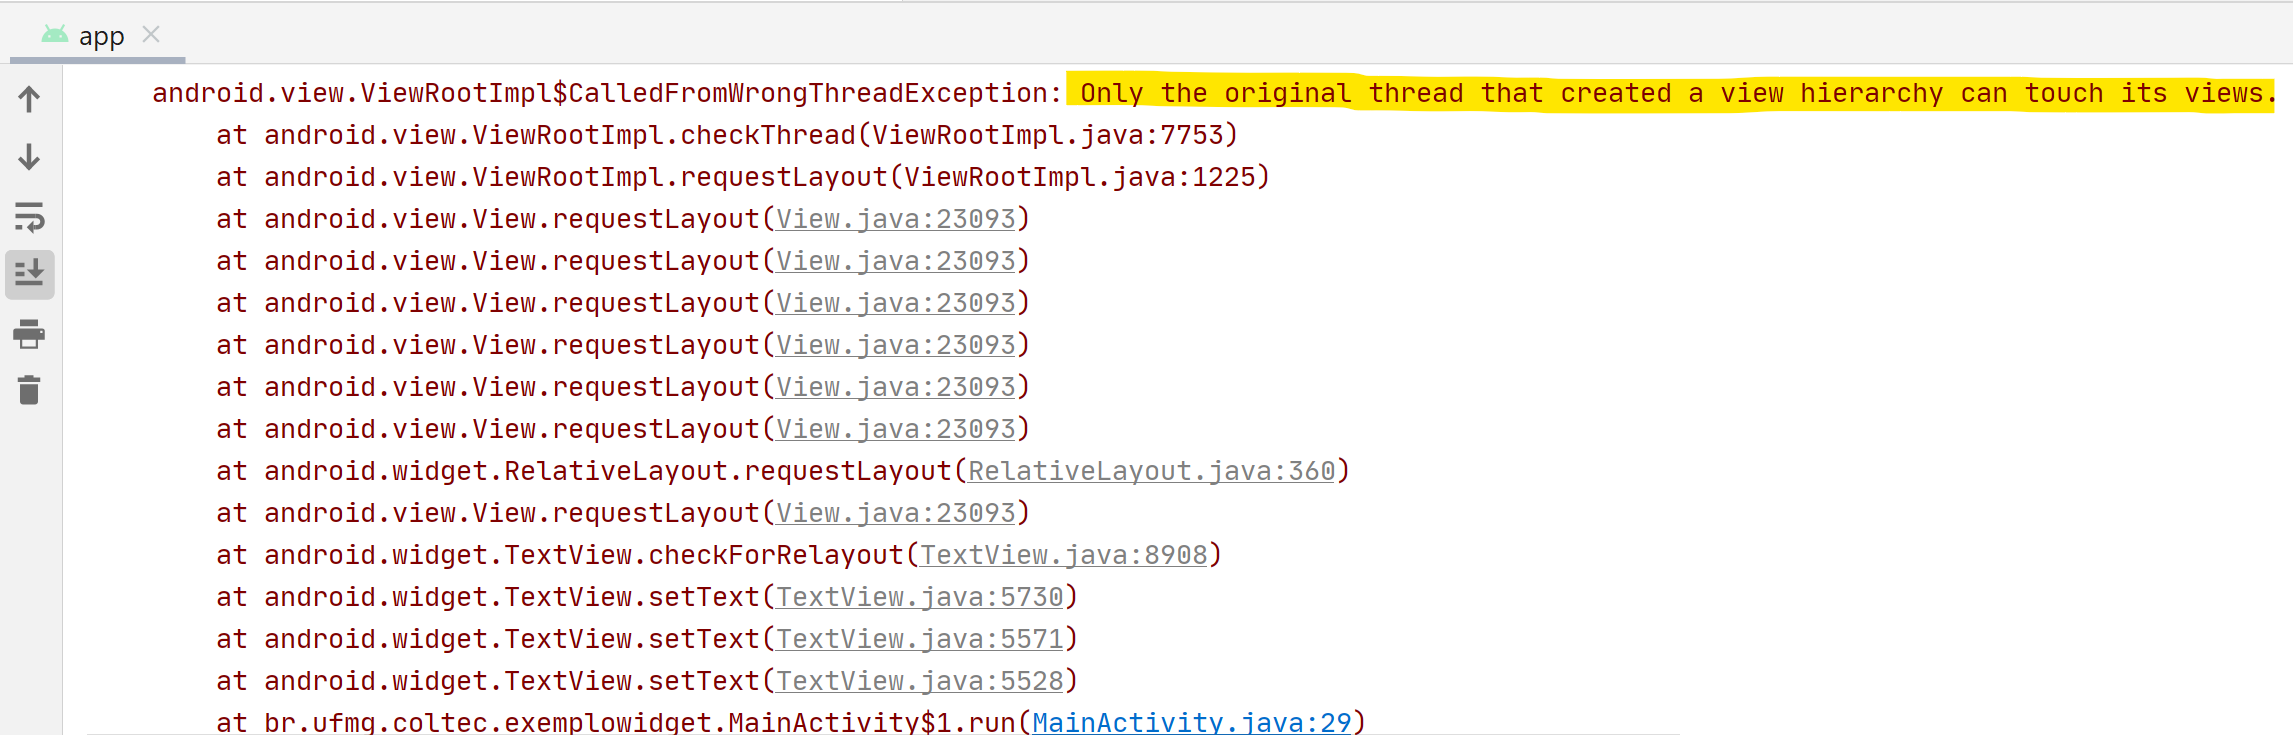 app
android.view.ViewRootImpl$CalledFromWrongThreadException: Only the original thread that created a view hierarchy can touch its views.
at android.view.ViewRootImpl.checkThread(ViewRootImpl.java:7753)
at android.view.ViewRootImpl.requestLayout(ViewRootImpl.java:1225)
at android.view.View.requestLayout(View.java:23093)
at android.view.View.requestLayout(View.java:23093)
at android.view.View.requestLayout(View.java:23093)
at android.view.View.requestLayout(View.java:23093)
at android.view.View.requestLayout(View.java:23093)
at android.view.View.requestLayout(View.java:23093)
at android.widget.RelativeLayout.requestLayout(RelativeLayout.java:360)
at android.view.View.requestLayout(View.java:23093)
at android.widget.TextView.checkForRelayout(TextView.java:8908)
at android.widget.TextView.setText(TextView.java:5730)
at android.widget.TextView.setText(TextView.java:5571)
at android.widget.TextView.setText(TextView.java:5528)
at br.ufmg.coltec.exemplowidget.MainActivity$1.run(MainActivity.java:29)